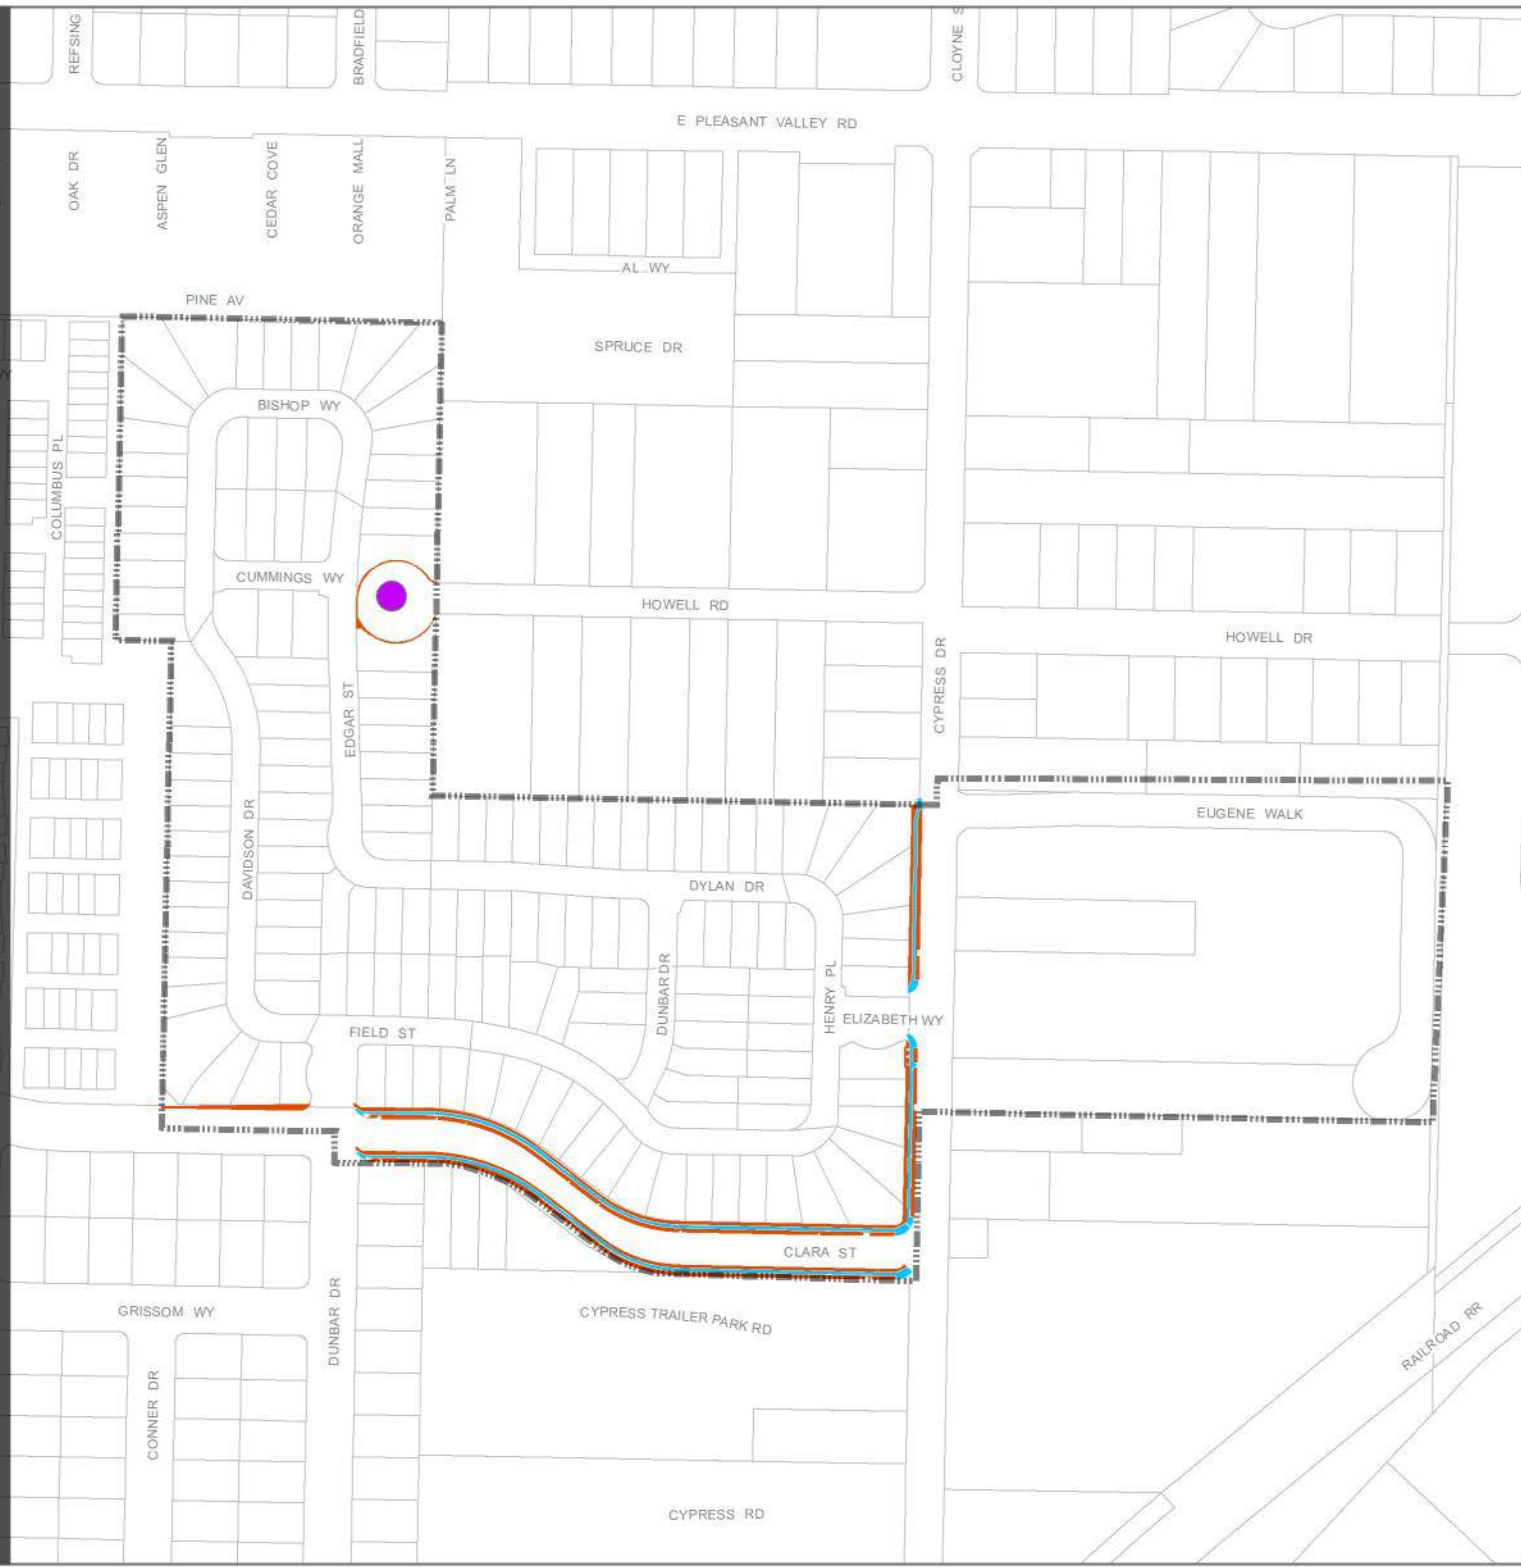 REFSING
BRADFIELD
CLOYNE S
E PLEASANT VALLEY RD
OAK DR
ASPEN GLEN
CEDAR COVE
ORANGE MALL
PALM LN
AL WY
PINE AV
SPRUCE DR
BISHOP WY
COLUMBUS PL
CUMMINGS WY
HOWELL RD
HOWELL DR
CYPRESS DR
EDGAR ST
EUGENE WALK
DAVIDSON DR
DYLAN DR
DUNBAR DR
HENRY PL
ELIZABETH WY
FIELD ST
CLARA ST
GRISSOM WY
DUNBAR DR
CYPRESS TRAILER PARK RD
RAILROAD RR
CONNER DR
CYPRESS RD